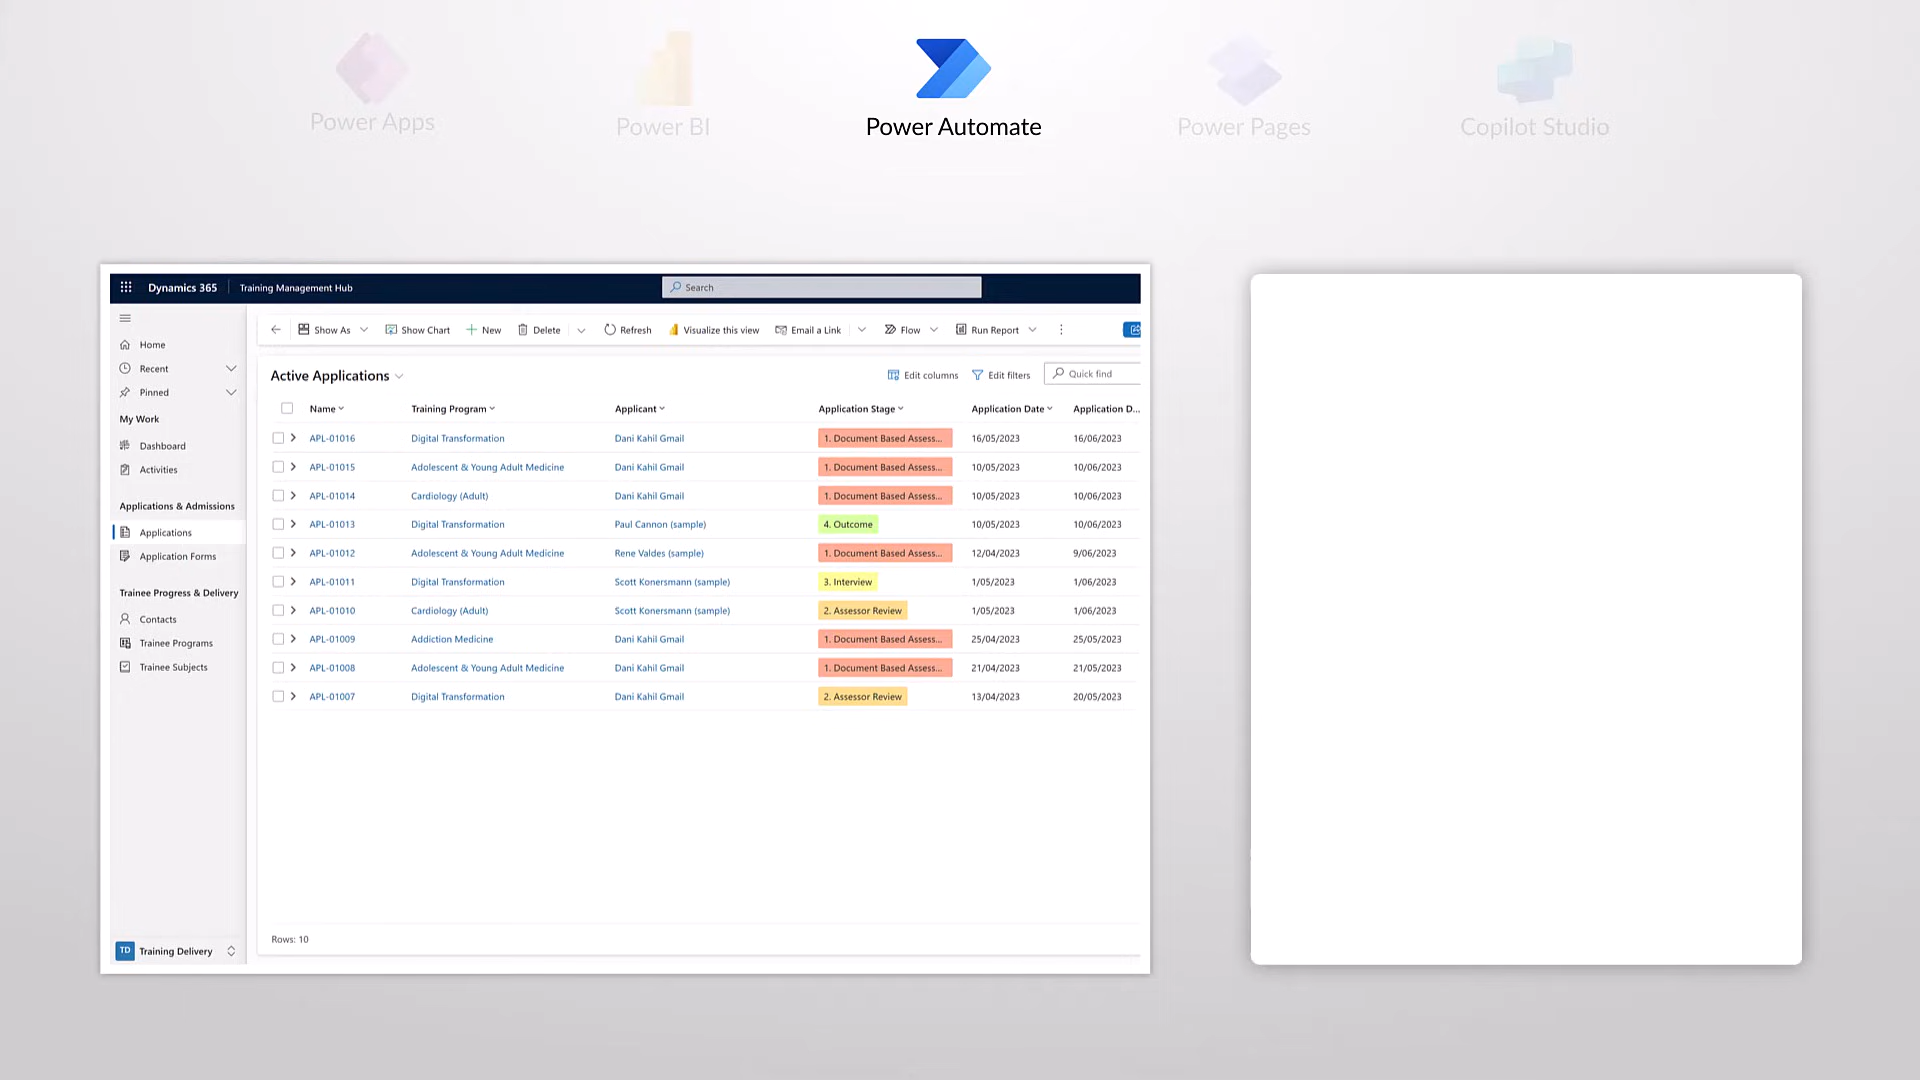 Power Apps
Power BI
Power Automate
Power Pages
Copilot Studio
Dynamics 365 Training Management Hub Search
Show As Show Chart New Delete Refresh Visualize this view Email a Link Flow Run Report
Home
Recent
Pinned
My Work
Dashboard
Activities
Applications & Admissions
Applications
Application Forms
Trainee Progress & Delivery
Contacts
Trainee Programs
Trainee Subjects
TD Training Delivery
Active Applications Edit columns Edit filters Quick find
Name Training Program Applicant Application Stage Application Date Application D...
APL-01016 Digital Transformation Dani Kahil Gmail 1. Document Based Assess... 16/05/2023 16/06/2023
APL-01015 Adolescent & Young Adult Medicine Dani Kahil Gmail 1. Document Based Assess... 10/05/2023 10/06/2023
APL-01014 Cardiology (Adult) Dani Kahil Gmail 1. Document Based Assess... 10/05/2023 10/06/2023
APL-01013 Digital Transformation Paul Cannon (sample) 4. Outcome 10/05/2023 10/06/2023
APL-01012 Adolescent & Young Adult Medicine Rene Valdes (sample) 1. Document Based Assess... 12/04/2023 9/06/2023
APL-01011 Digital Transformation Scott Konersmann (sample) 3. Interview 1/05/2023 1/06/2023
APL-01010 Cardiology (Adult) Scott Konersmann (sample) 2. Assessor Review 1/05/2023 1/06/2023
APL-01009 Addiction Medicine Dani Kahil Gmail 1. Document Based Assess... 25/04/2023 25/05/2023
APL-01008 Adolescent & Young Adult Medicine Dani Kahil Gmail 1. Document Based Assess... 21/04/2023 21/05/2023
APL-01007 Digital Transformation Dani Kahil Gmail 2. Assessor Review 13/04/2023 20/05/2023
Rows: 10